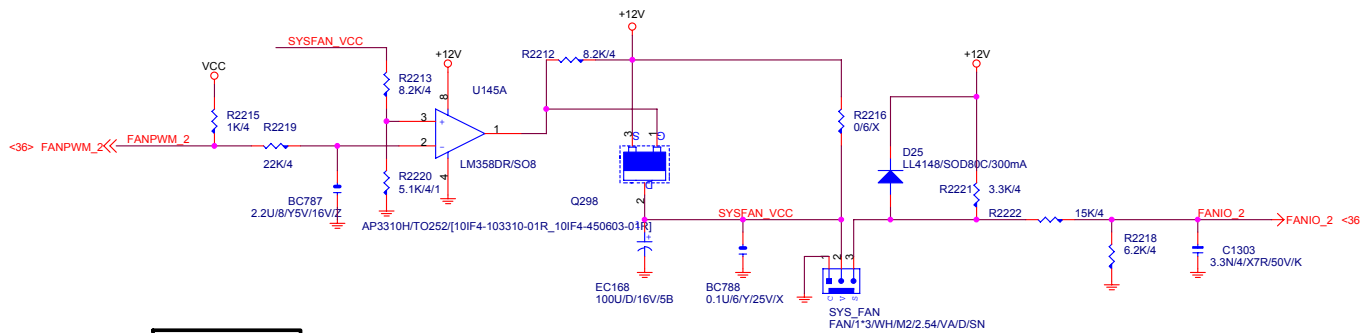 +12V
SYSFAN_VCC
+12V
R2212
8.2K/4
+12V
VCC
R2213
8.2K/4
U145A
R2215
1K/4
R2219
8
3
1
3
+
1
S
G
R2216
0/6/X
<36>
FANPWM_2
FANPWM_2
2
−
D25
LL4148/SOD80C/300mA
22K/4
LM358DR/SO8
4
R2220
5.1K/4/1
D
R2221
3.3K/4
BC787
2.2U/8/Y5V/16V/Z
2
Q298
SYSFAN_VCC
R2222
15K/4
FANIO_2
FANIO_2
<36
AP3310H/TO252/[10IF4-103310-01R_10IF4-450603-01R]
R2218
6.2K/4
C1303
3.3N/4/X7R/50V/K
+
1
2
3
EC168
100U/D/16V/5B
BC788
0.1U/6/Y/25V/X
C
V
S
SYS_FAN
FAN/1*3/WH/M2/2.54/VA/D/SN